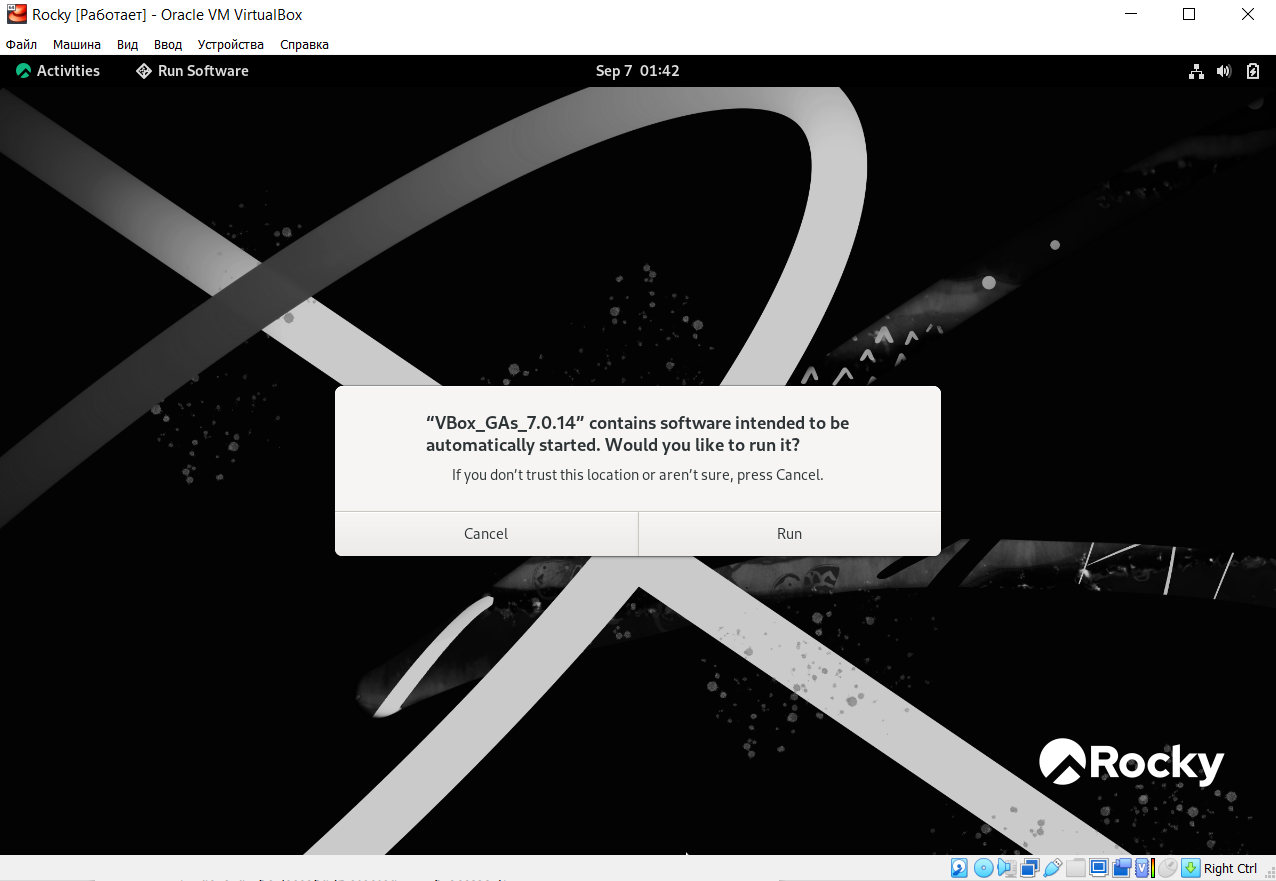 Rocky [Работает] - Oracle VM VirtualBox
Файл Машина Вид Ввод Устройства Справка
Activities Run Software Sep 7 01:42
“VBox_GAs_7.0.14” contains software intended to be
automatically started. Would you like to run it?
If you don’t trust this location or aren’t sure, press Cancel.
Cancel Run
Rocky
Right Ctrl